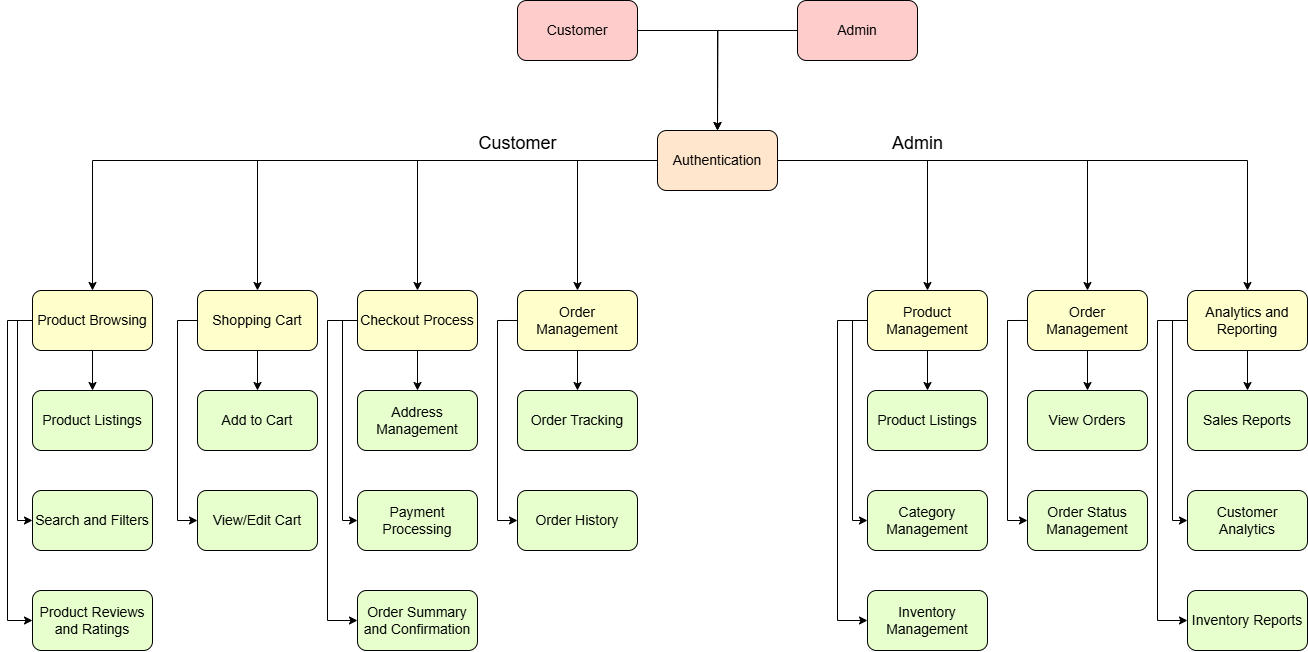 Customer
Admin
Customer
Authentication
Admin
Product Browsing
Shopping Cart
Checkout Process
Order
Management
Product
Management
Order
Management
Analytics and
Reporting
Product Listings
Add to Cart
Address
Management
Order Tracking
Product Listings
View Orders
Sales Reports
Search and Filters
View/Edit Cart
Payment
Processing
Order History
Category
Management
Order Status
Management
Customer
Analytics
Product Reviews
and Ratings
Order Summary
and Confirmation
Inventory
Management
Inventory Reports